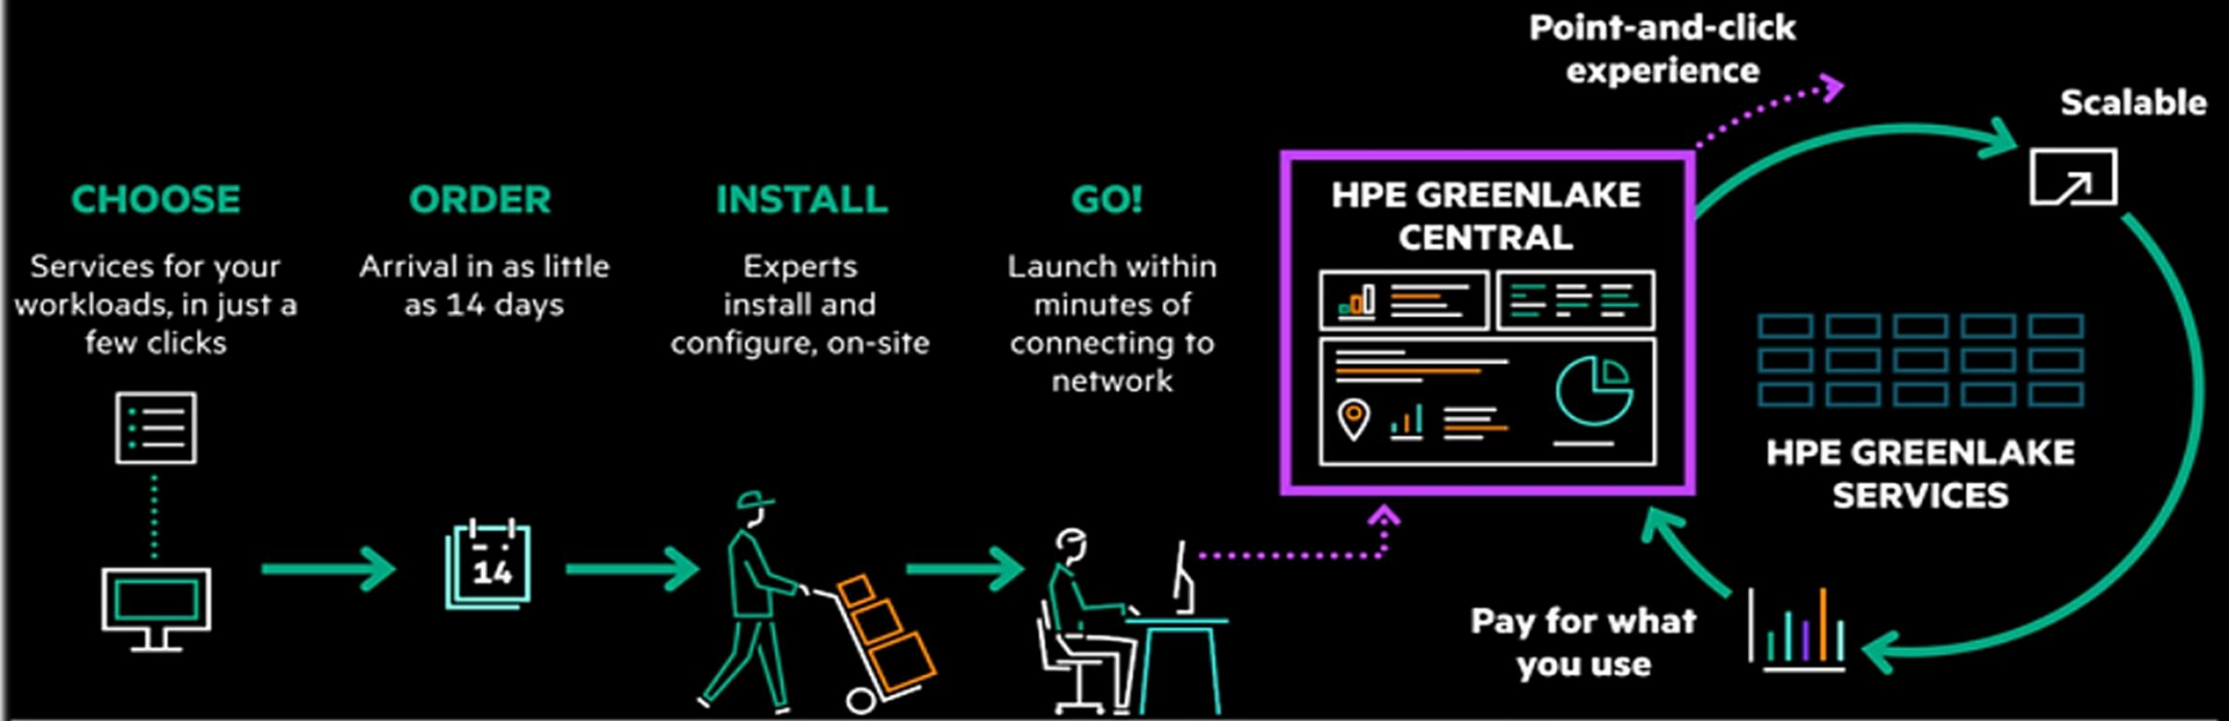 Point-and-click
experience
Scalable
CHOOSE
Services for your
workloads, in just a
few clicks
ORDER
Arrival in as little
as 14 days
14
INSTALL
Experts
install and
configure, on-site
GO!
Launch within
minutes of
connecting to
network
HPE GREENLAKE
CENTRAL
HPE GREENLAKE
SERVICES
Pay for what
you use